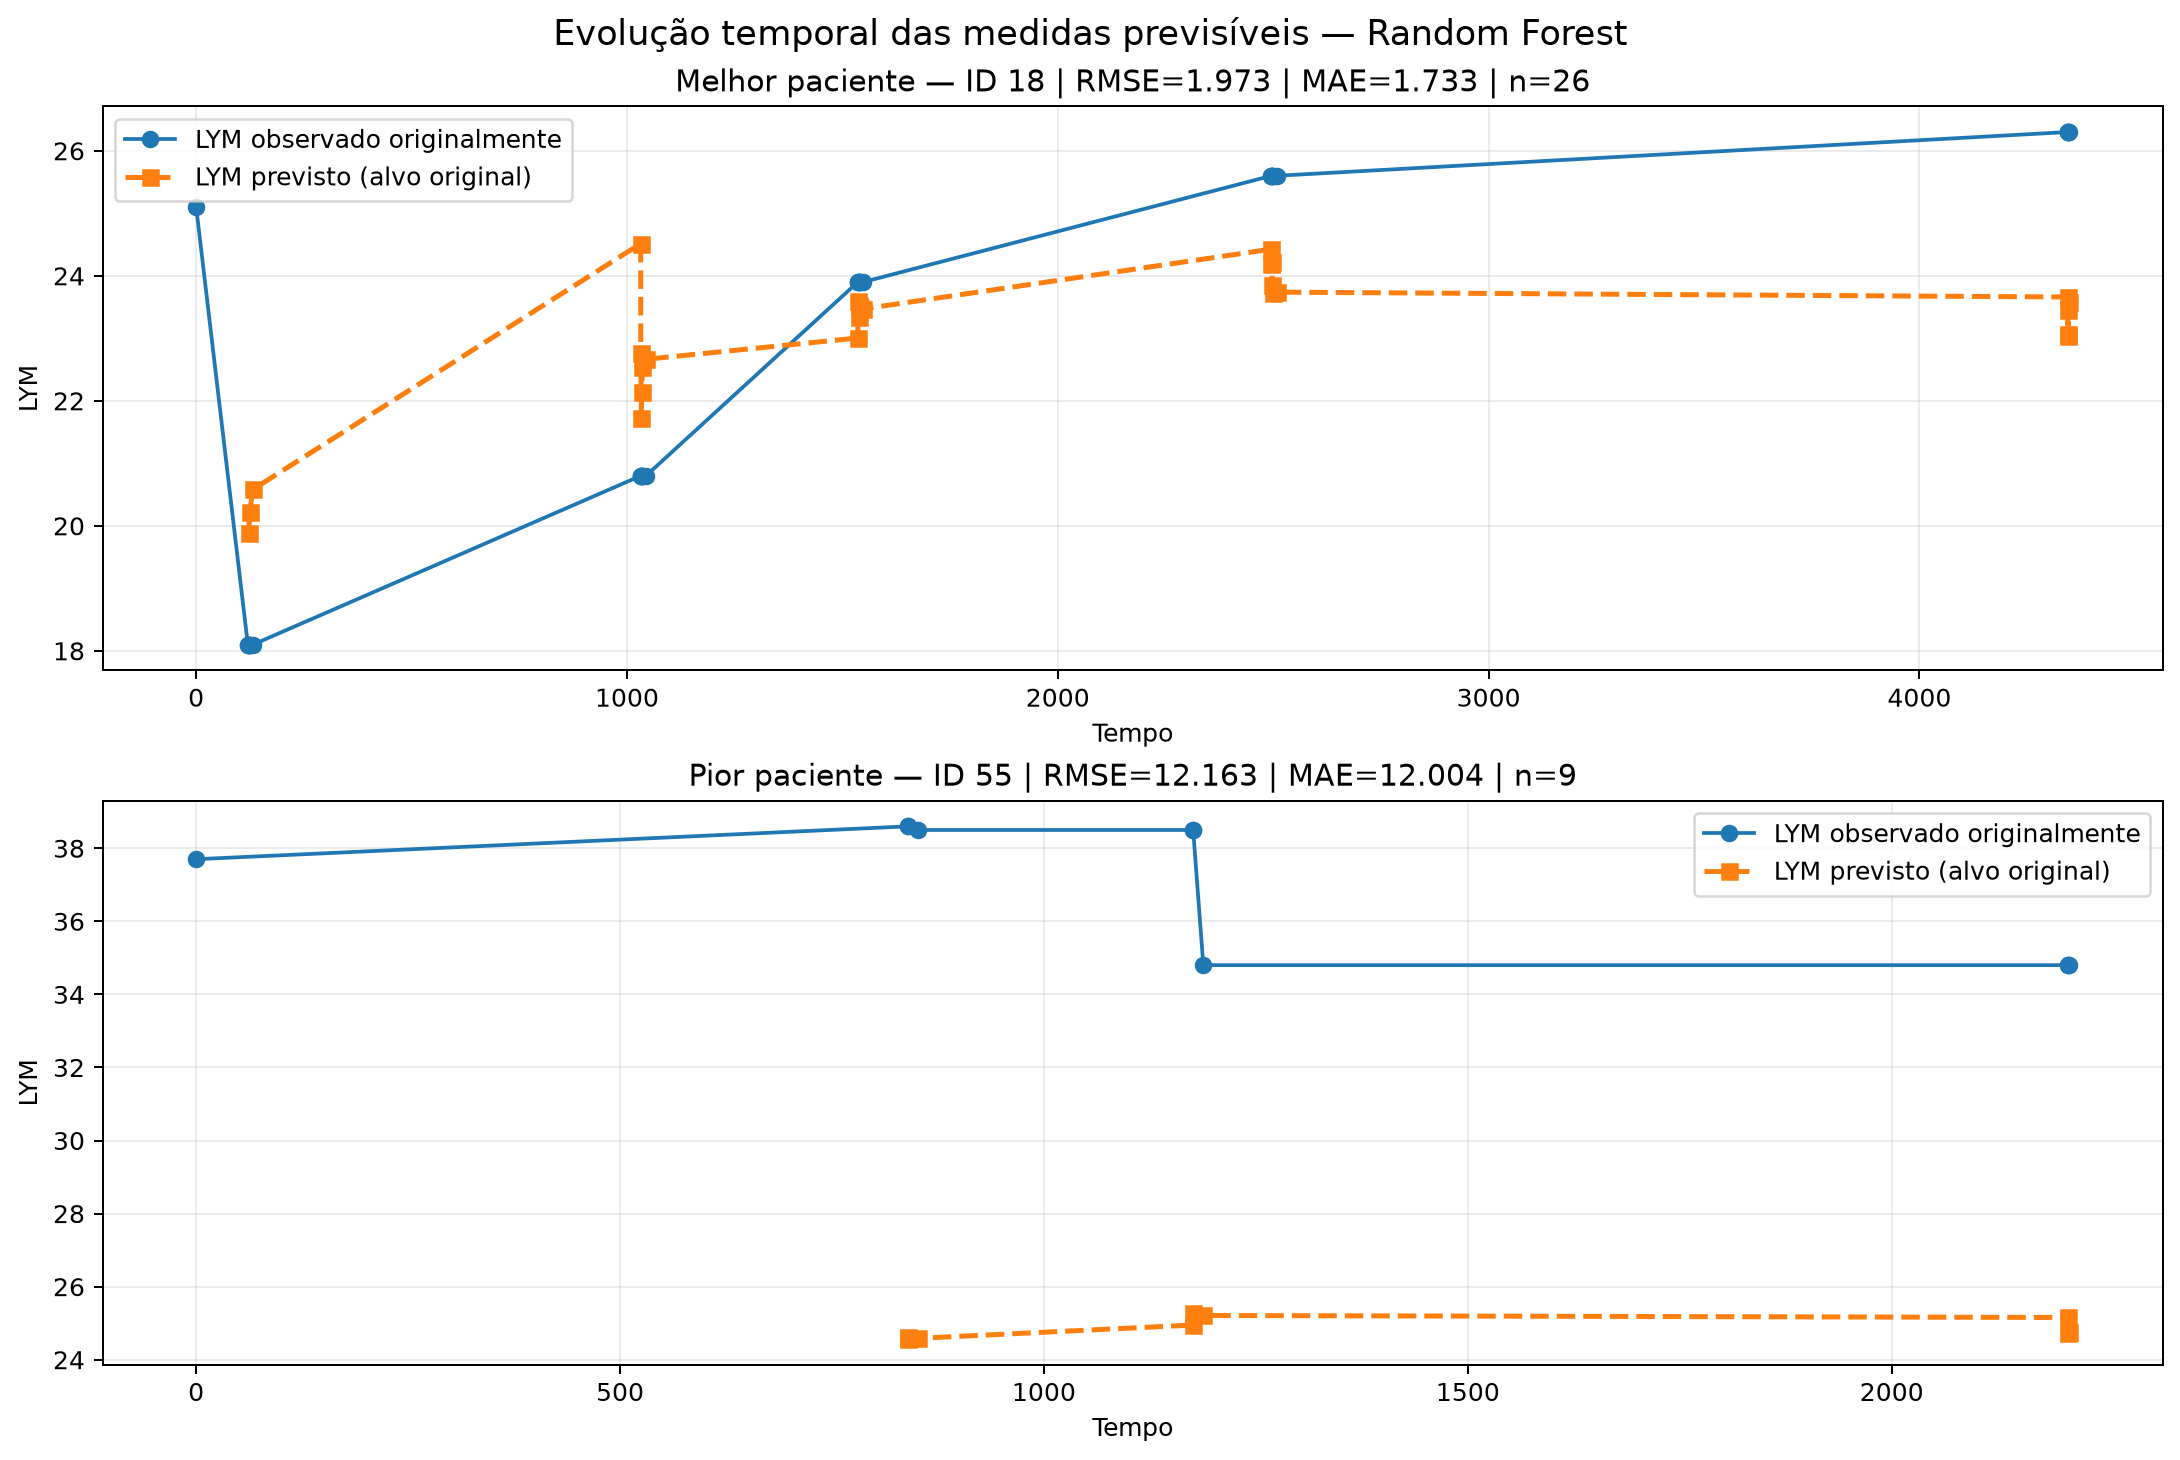 Evolução temporal das medidas previsíveis — Random Forest
Melhor paciente — ID 18 | RMSE=1.973 | MAE=1.733 | n=26
LYM observado originalmente
LYM previsto (alvo original)
26
24
22
20
18
LYM
0 1000 2000 3000 4000
Tempo
Pior paciente — ID 55 | RMSE=12.163 | MAE=12.004 | n=9
LYM observado originalmente
LYM previsto (alvo original)
38
36
34
32
30
28
26
24
LYM
0 500 1000 1500 2000
Tempo